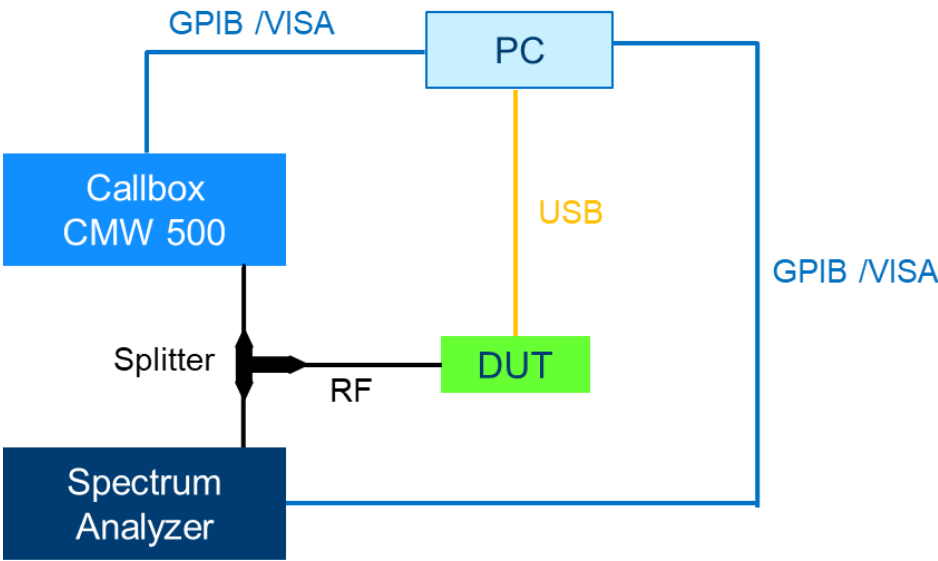 GPIB /VISA
PC
Callbox
CMW 500
USB
GPIB /VISA
Splitter
RF
DUT
Spectrum
Analyzer